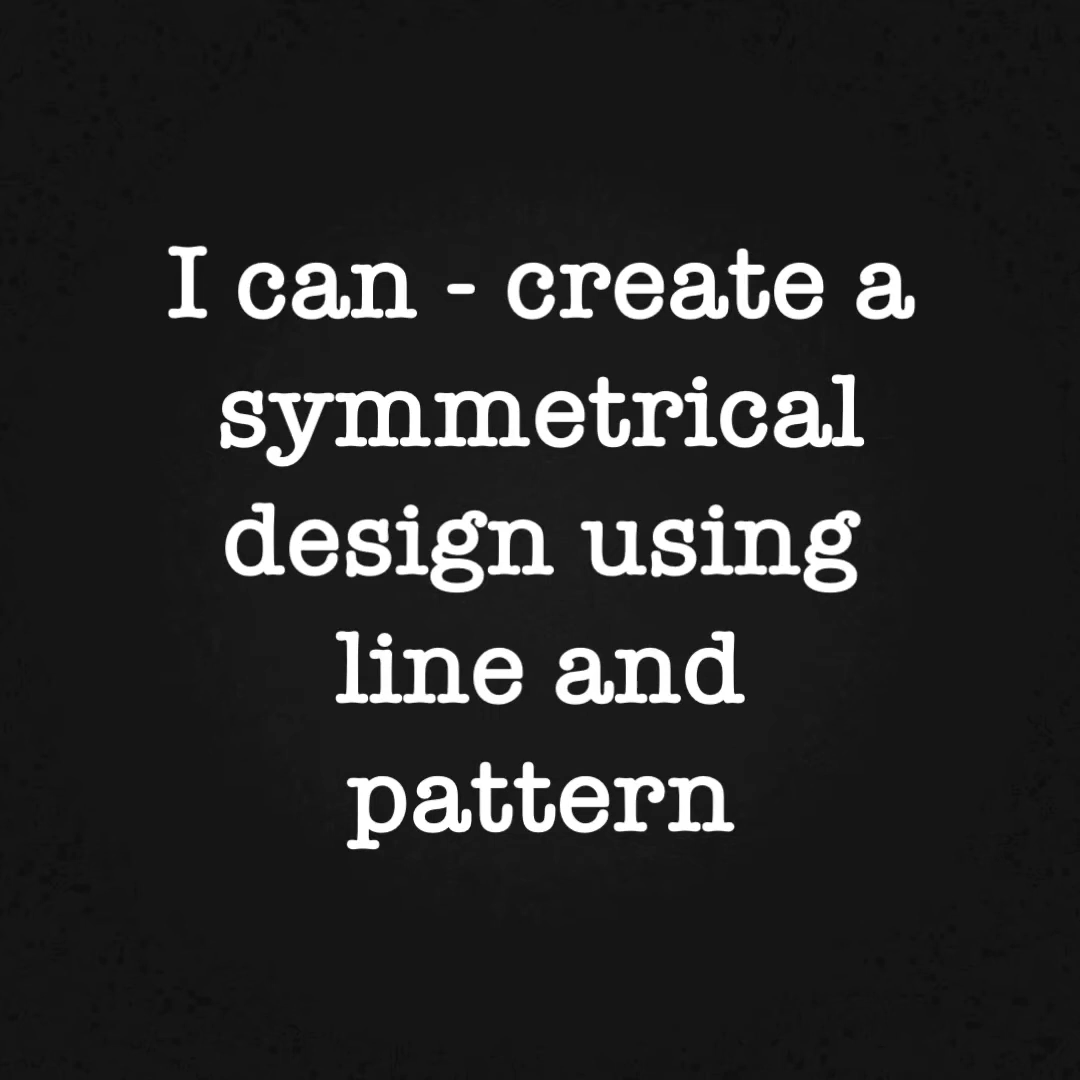 I can - create a
symmetrical
design using
line and
pattern